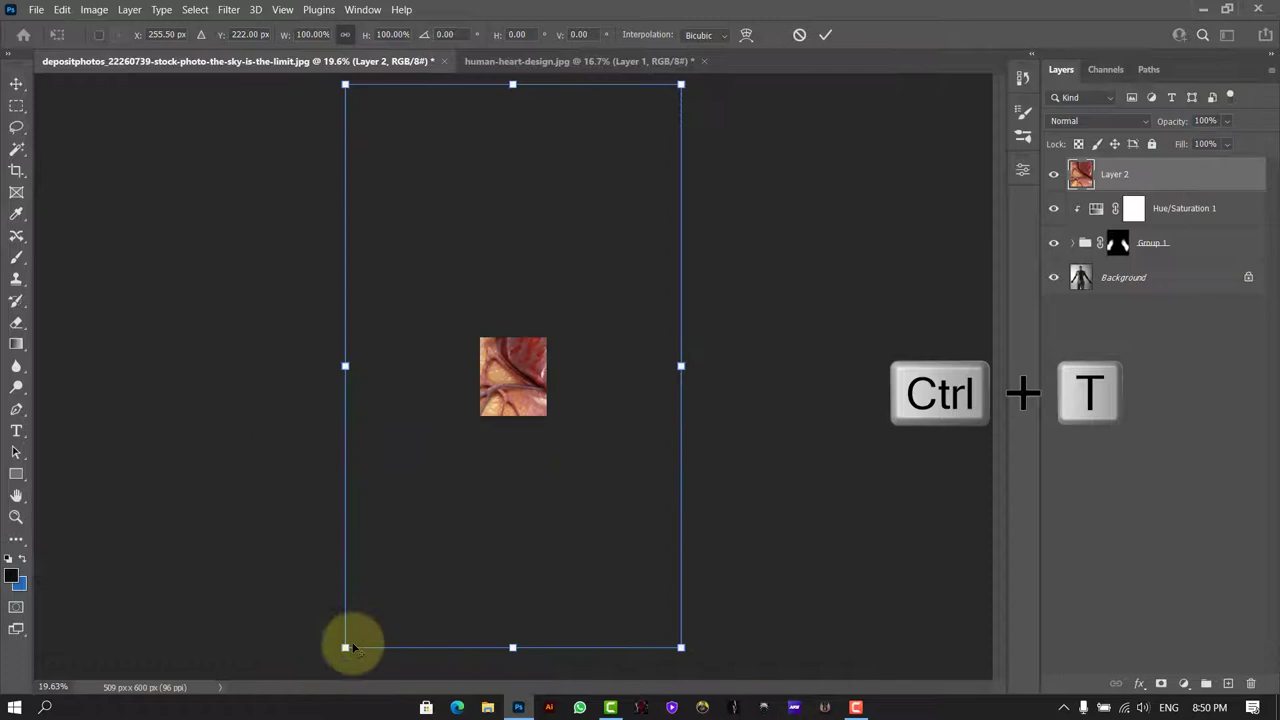 Ps File Edit Image Layer Type Select Filter 3D View Plugins Window Help
X: 255.50 px Y: 222.00 px W: 100.00% H: 100.00% 0.00 ° H: 0.00 ° V: 0.00 ° Interpolation: Bicubic
depositphotos_22260739-stock-photo-the-sky-is-the-limit.jpg @ 19.6% (Layer 2, RGB/8#) * × human-heart-design.jpg @ 16.7% (Layer 1, RGB/8#) * ×
Layers Channels Paths
Kind
Normal Opacity: 100%
Lock: Fill: 100%
Layer 2
Hue/Saturation 1
Group 1
Background
Ctrl + T
19.63% 509 px x 600 px (96 ppi)
Ps Ai 8:50 PM